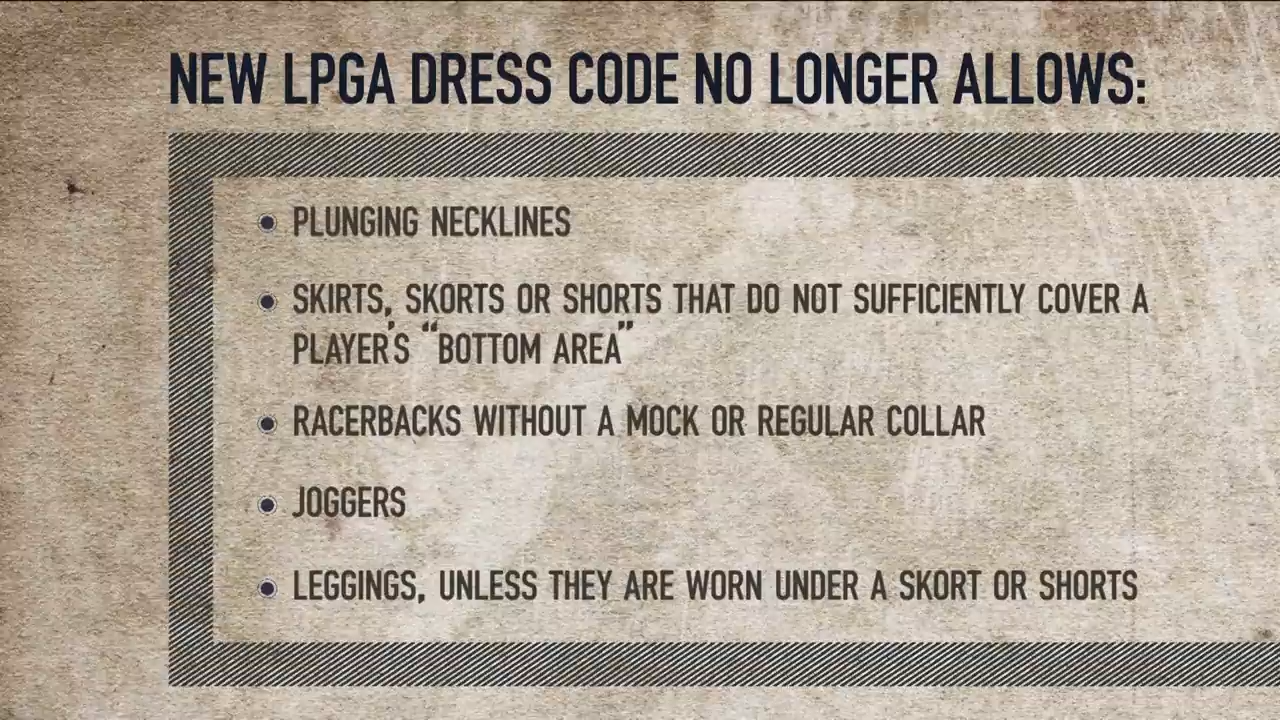 NEW LPGA DRESS CODE NO LONGER ALLOWS:
• PLUNGING NECKLINES
• SKIRTS, SKORTS OR SHORTS THAT DO NOT SUFFICIENTLY COVER A
PLAYER'S "BOTTOM AREA"
• RACERBACKS WITHOUT A MOCK OR REGULAR COLLAR
• JOGGERS
• LEGGINGS, UNLESS THEY ARE WORN UNDER A SKORT OR SHORTS